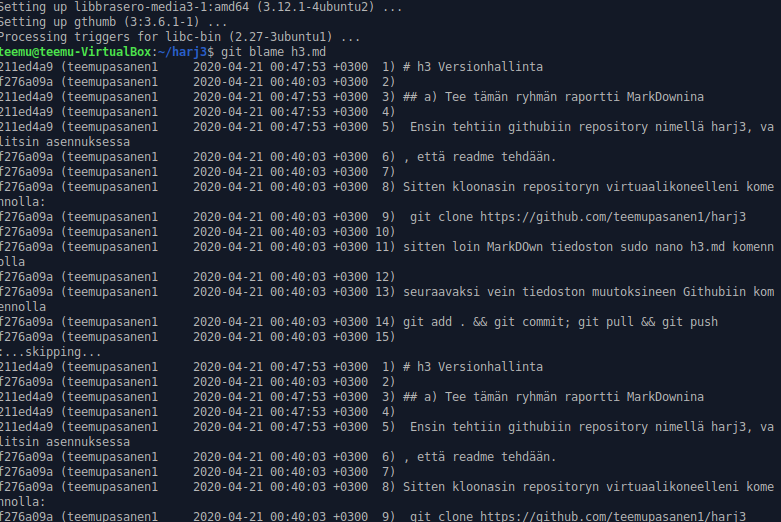 Setting up libbrasero-media3-1:amd64 (3.12.1-4ubuntu2) ...
Setting up gthumb (3:3.6.1-1) ...
Processing triggers for libc-bin (2.27-3ubuntu1) ...
teemu@teemu-VirtualBox:~/harj3$ git blame h3.md
211ed4a9 (teemupasanen1     2020-04-21 00:47:53 +0300  1) # h3 Versionhallinta
f276a09a (teemupasanen1     2020-04-21 00:40:03 +0300  2)
211ed4a9 (teemupasanen1     2020-04-21 00:47:53 +0300  3) ## a) Tee tämän ryhmän raportti MarkDownina
211ed4a9 (teemupasanen1     2020-04-21 00:47:53 +0300  4)
211ed4a9 (teemupasanen1     2020-04-21 00:47:53 +0300  5)  Ensin tehtiin githubiin repository nimellä harj3, va
litsin asennuksessa
f276a09a (teemupasanen1     2020-04-21 00:40:03 +0300  6) , että readme tehdään.
f276a09a (teemupasanen1     2020-04-21 00:40:03 +0300  7)
f276a09a (teemupasanen1     2020-04-21 00:40:03 +0300  8) Sitten kloonasin repositoryn virtuaalikoneelleni kome
nnolla:
f276a09a (teemupasanen1     2020-04-21 00:40:03 +0300  9)  git clone https://github.com/teemupasanen1/harj3
f276a09a (teemupasanen1     2020-04-21 00:40:03 +0300 10)
f276a09a (teemupasanen1     2020-04-21 00:40:03 +0300 11) sitten loin MarkDOwn tiedoston sudo nano h3.md komenn
olla
f276a09a (teemupasanen1     2020-04-21 00:40:03 +0300 12)
f276a09a (teemupasanen1     2020-04-21 00:40:03 +0300 13) seuraavaksi vein tiedoston muutoksineen Githubiin kom
ennolla
f276a09a (teemupasanen1     2020-04-21 00:40:03 +0300 14) git add . && git commit; git pull && git push
f276a09a (teemupasanen1     2020-04-21 00:40:03 +0300 15)
:...skipping...
211ed4a9 (teemupasanen1     2020-04-21 00:47:53 +0300  1) # h3 Versionhallinta
f276a09a (teemupasanen1     2020-04-21 00:40:03 +0300  2)
211ed4a9 (teemupasanen1     2020-04-21 00:47:53 +0300  3) ## a) Tee tämän ryhmän raportti MarkDownina
211ed4a9 (teemupasanen1     2020-04-21 00:47:53 +0300  4)
211ed4a9 (teemupasanen1     2020-04-21 00:47:53 +0300  5)  Ensin tehtiin githubiin repository nimellä harj3, va
litsin asennuksessa
f276a09a (teemupasanen1     2020-04-21 00:40:03 +0300  6) , että readme tehdään.
f276a09a (teemupasanen1     2020-04-21 00:40:03 +0300  7)
f276a09a (teemupasanen1     2020-04-21 00:40:03 +0300  8) Sitten kloonasin repositoryn virtuaalikoneelleni kome
nnolla:
f276a09a (teemupasanen1     2020-04-21 00:40:03 +0300  9)  git clone https://github.com/teemupasanen1/harj3